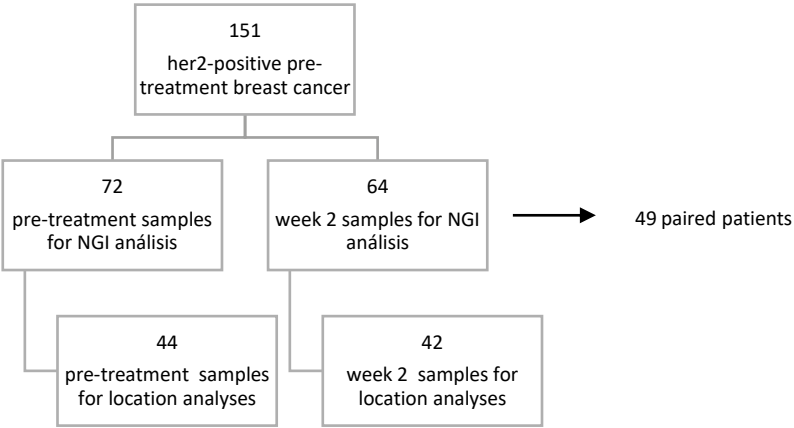 151
her2-positive pre-
treatment breast cancer
72
pre-treatment samples
for NGI análisis
64
week 2 samples for NGI
análisis
49 paired patients
44
pre-treatment samples
for location analyses
42
week 2 samples for
location analyses